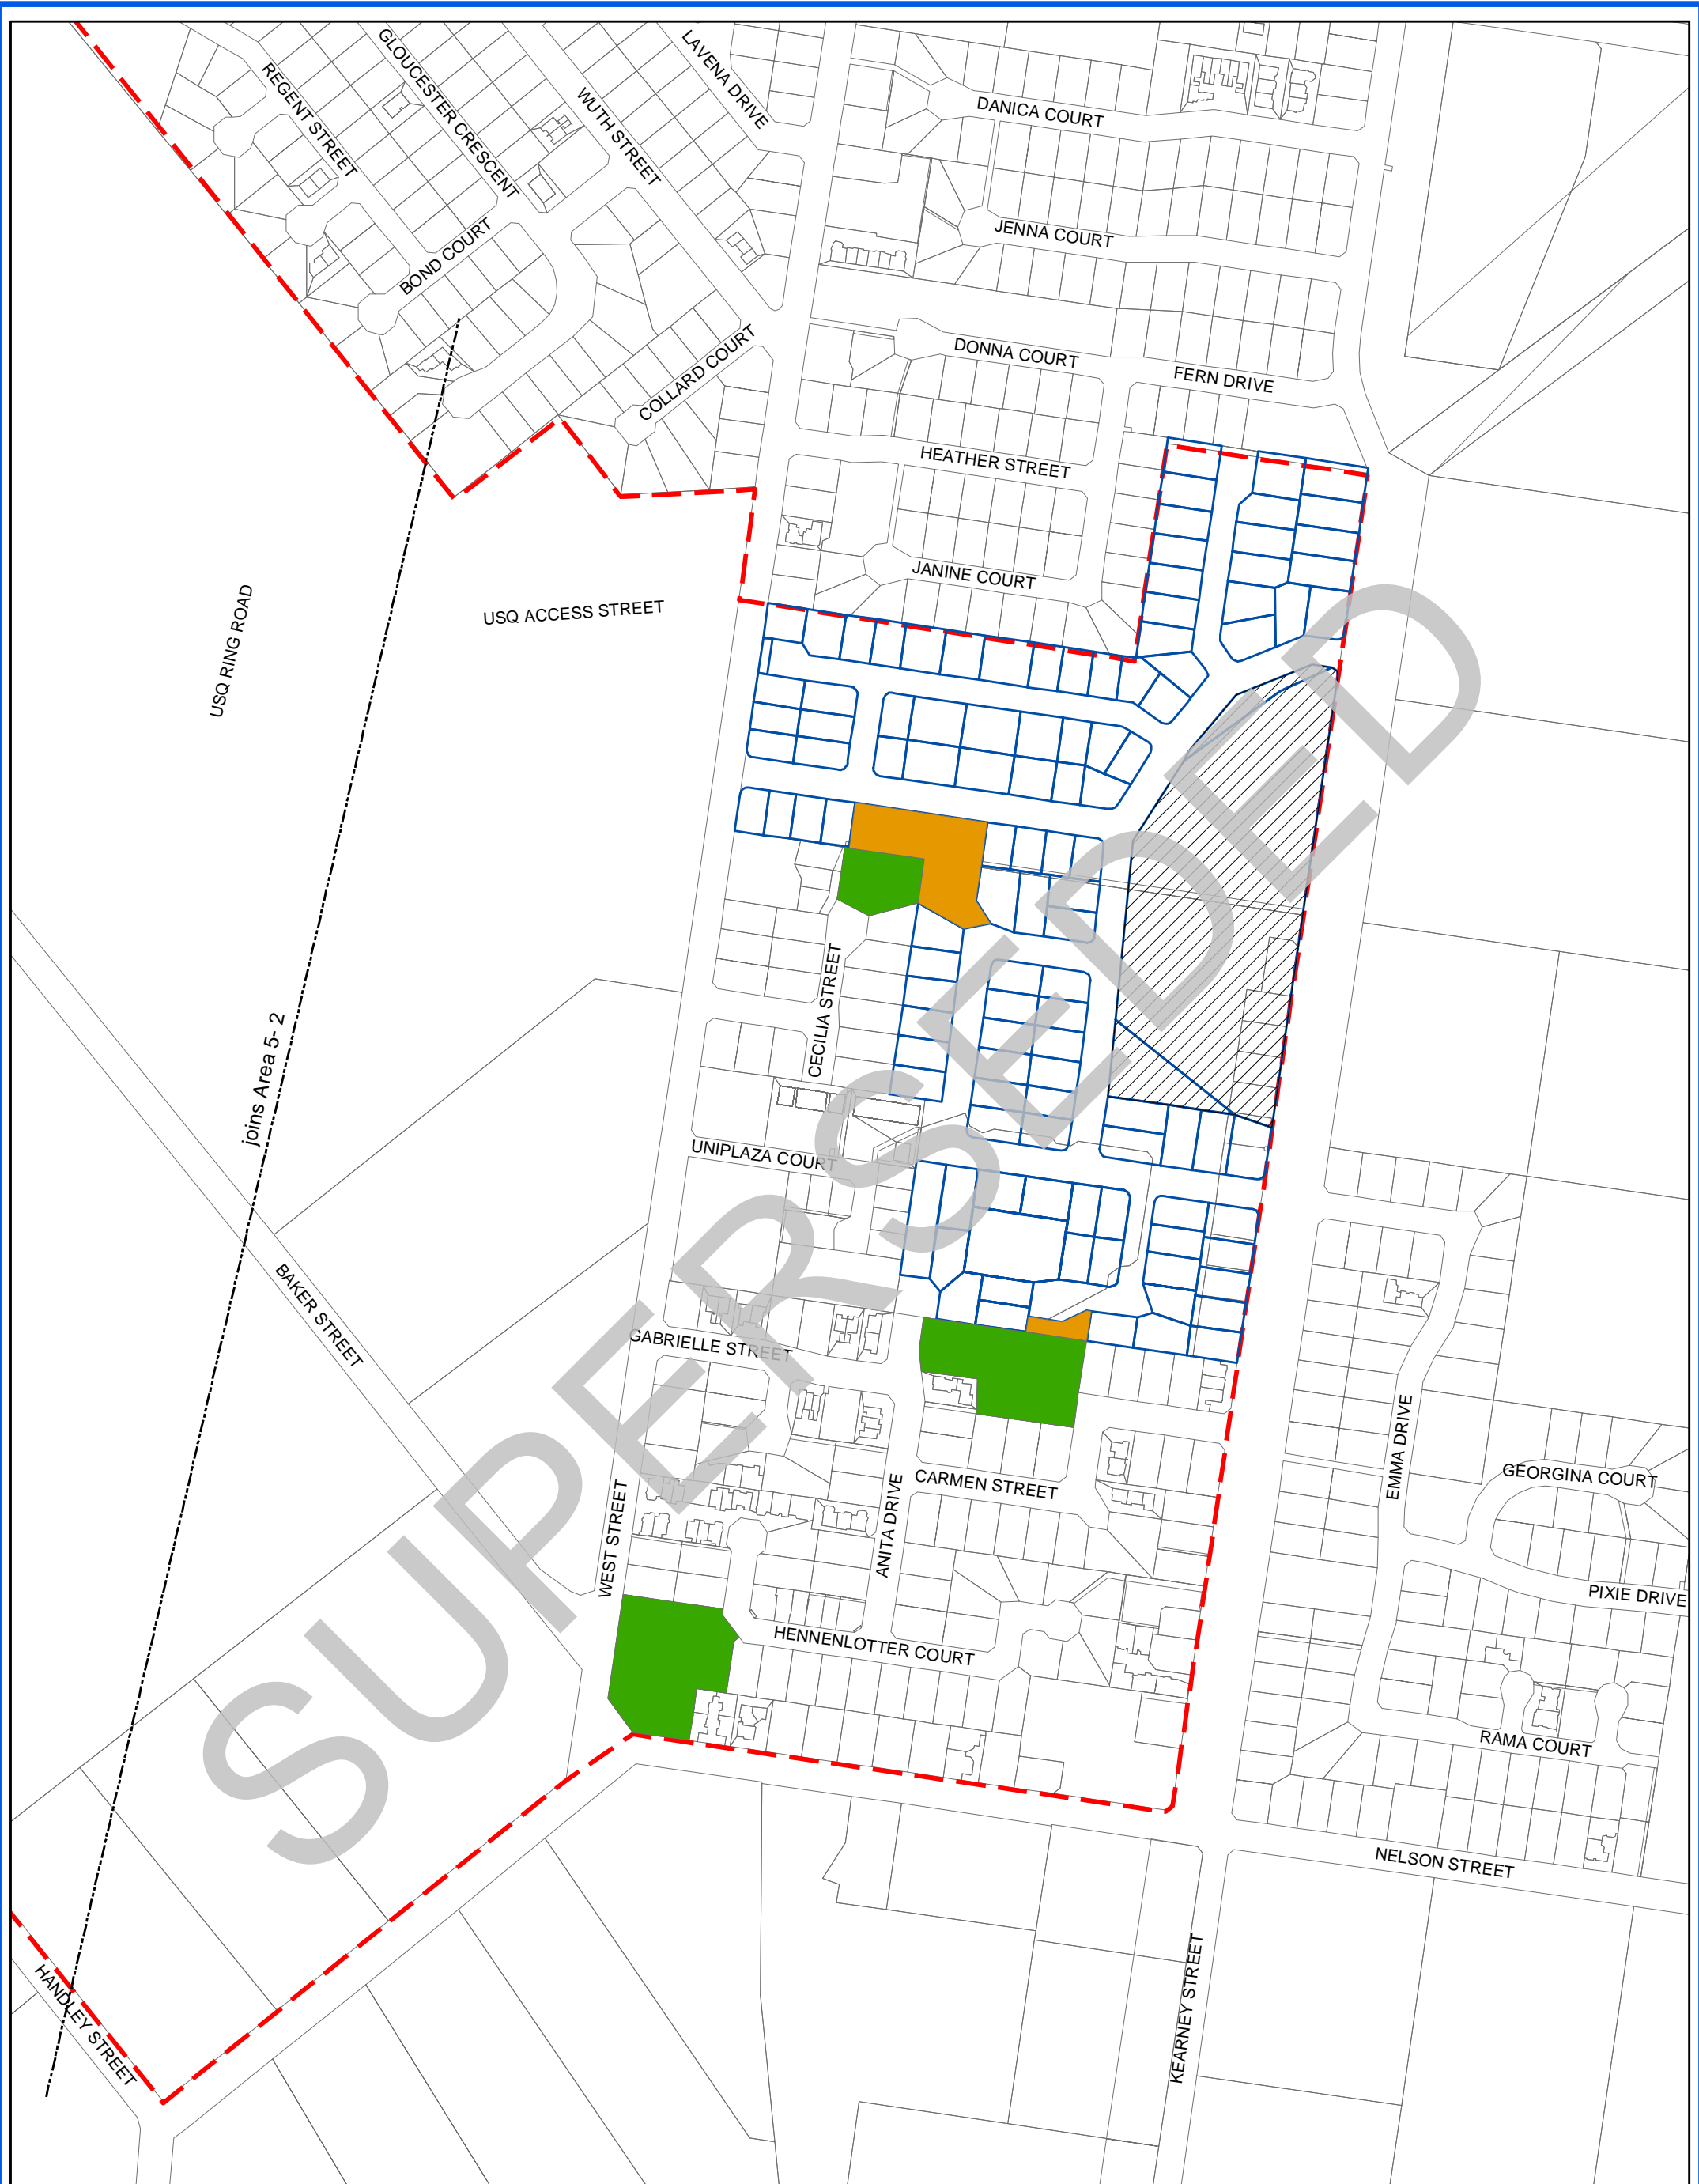 REGENT STREET
GLOUCESTER CRESCENT
WUTH STREET
LAVENA DRIVE
DANICA COURT
JENNA COURT
BOND COURT
COLLARD COURT
DONNA COURT
FERN DRIVE
HEATHER STREET
JANINE COURT
USQ ACCESS STREET
USQ RING ROAD
CECILIA STREET
joins Area 5- 2
UNIPLAZA COURT
BAKER STREET
GABRIELLE STREET
EMMA DRIVE
CARMEN STREET
GEORGINA COURT
WEST STREET
ANITA DRIVE
PIXIE DRIVE
HENNENLOTTER COURT
RAMA COURT
NELSON STREET
KEARNEY STREET
HANDLEY STREET
SUPERSEDED